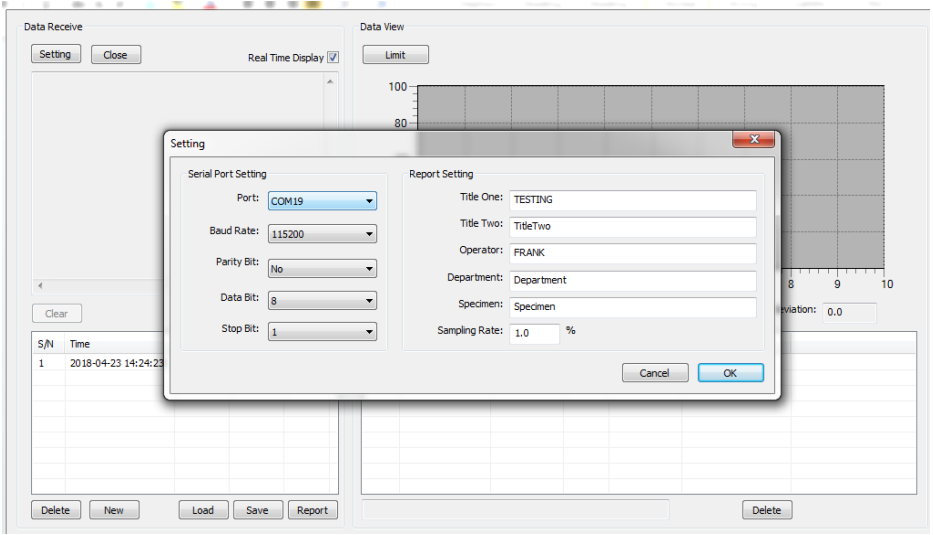 Data Receive
Data View
Setting
Close
Real Time Display
Limit
100
80
Setting
Serial Port Setting
Port: COM19
Baud Rate: 115200
Parity Bit: No
Data Bit: 8
Stop Bit: 1
Report Setting
Title One: TESTING
Title Two: TitleTwo
Operator: FRANK
Department: Department
Specimen: Specimen
Sampling Rate: 1.0 %
Cancel
OK
8 9 10
Clear
eviation: 0.0
S/N Time
1 2018-04-23 14:24:23
Delete
New
Load
Save
Report
Delete